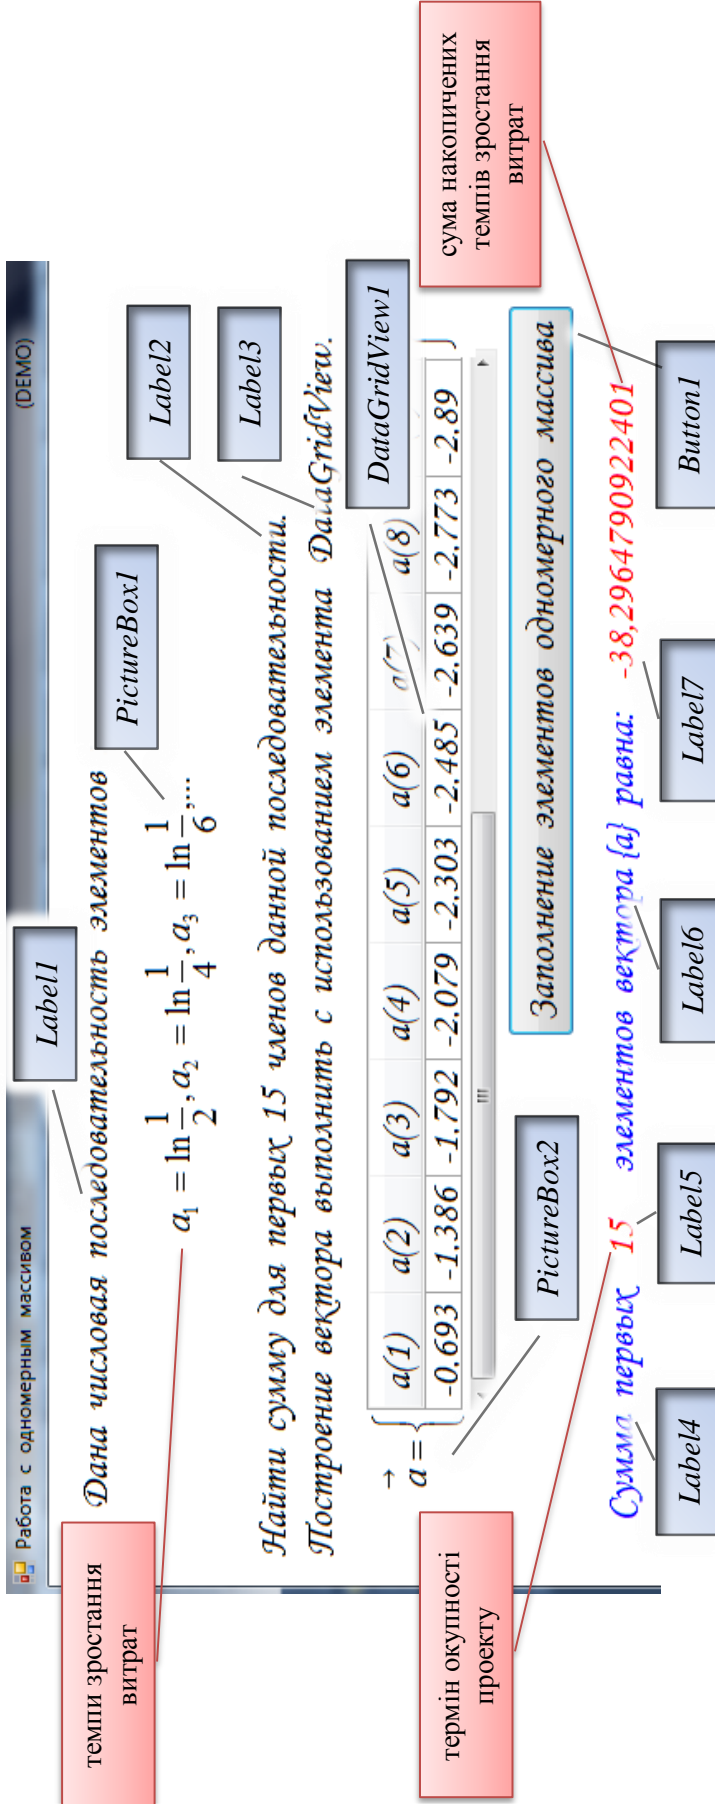 Работа с одномерным массивом (DEMO)
Label1
Дана числовая последовательность элементов
PictureBox1
a₁ = ln 1/2, a₂ = ln 1/4, a₃ = ln 1/6,...
темпи зростання
витрат
Label2
Label3
Найти сумму для первых 15 членов данной последовательности.
Построение вектора выполнить с использованием элемента DataGridView.
DataGridView1
a(1) a(2) a(3) a(4) a(5) a(6) a(7) a(8)
a = { -0.693 -1.386 -1.792 -2.079 -2.303 -2.485 -2.639 -2.773 -2.89
термін окупності
проекту
сума накопичених
темпів зростання
витрат
PictureBox2
Заполнение элементов одномерного массива
Сумма первых 15 элементов вектора {a} равна: -38,2964790922401
Label4
Label5
Label6
Label7
Button1